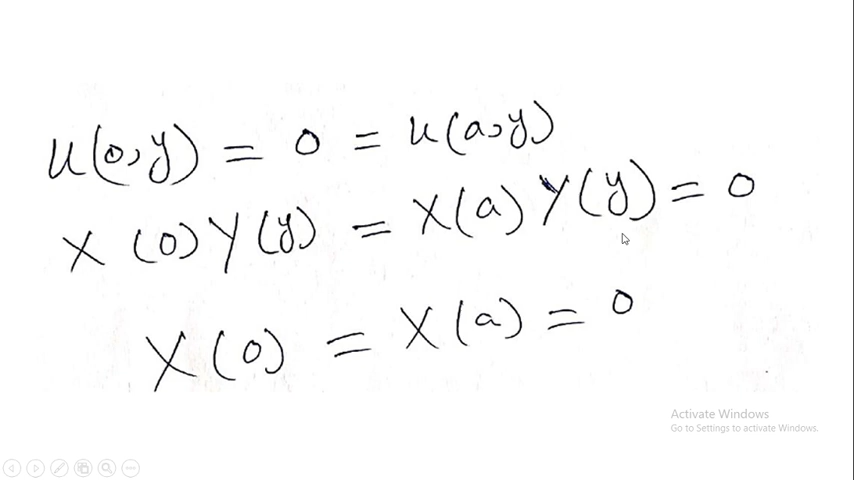 u(0,y) = 0 = u(a,y)
X(0)Y(y) = X(a)Y(y) = 0
X(0) = X(a) = 0
Activate Windows
Go to Settings to activate Windows.